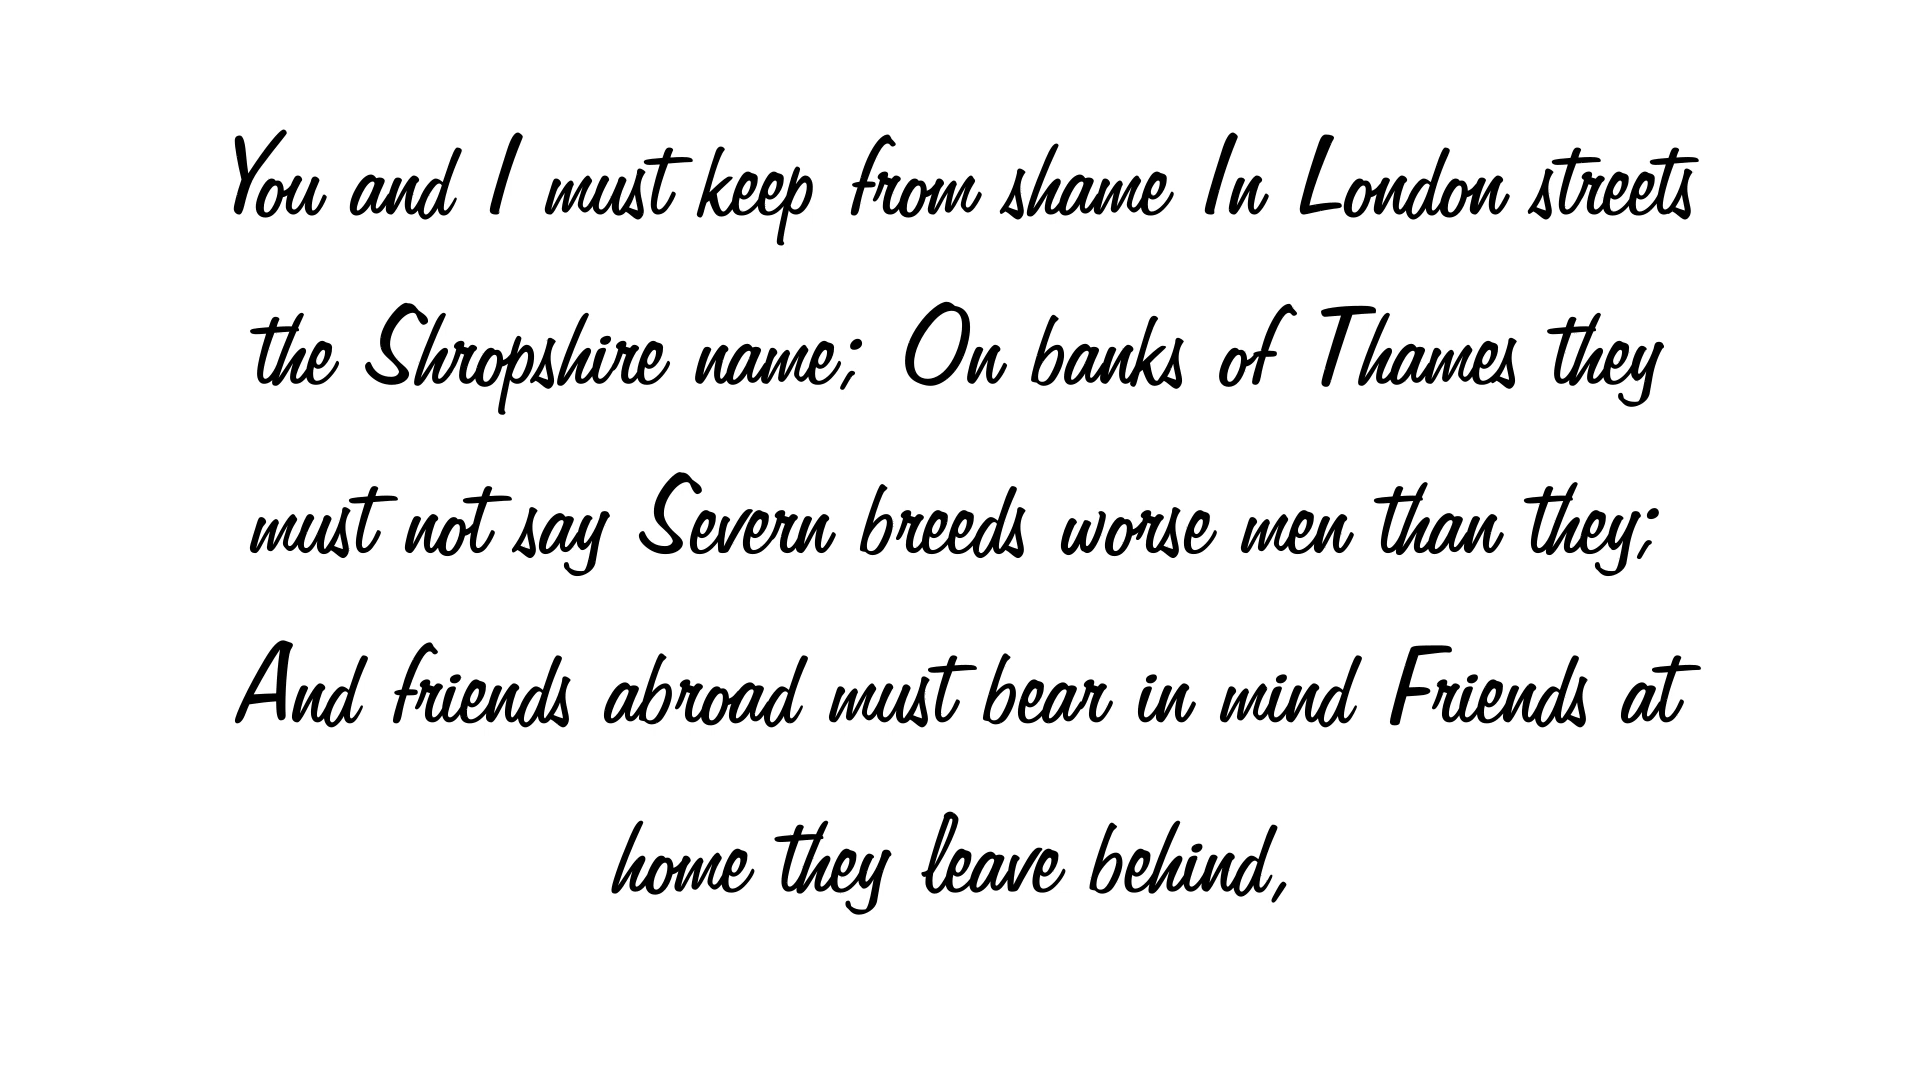 You and I must keep from shame In London streets
the Shropshire name; On banks of Thames they
must not say Severn breeds worse men than they;
And friends abroad must bear in mind Friends at
home they leave behind,